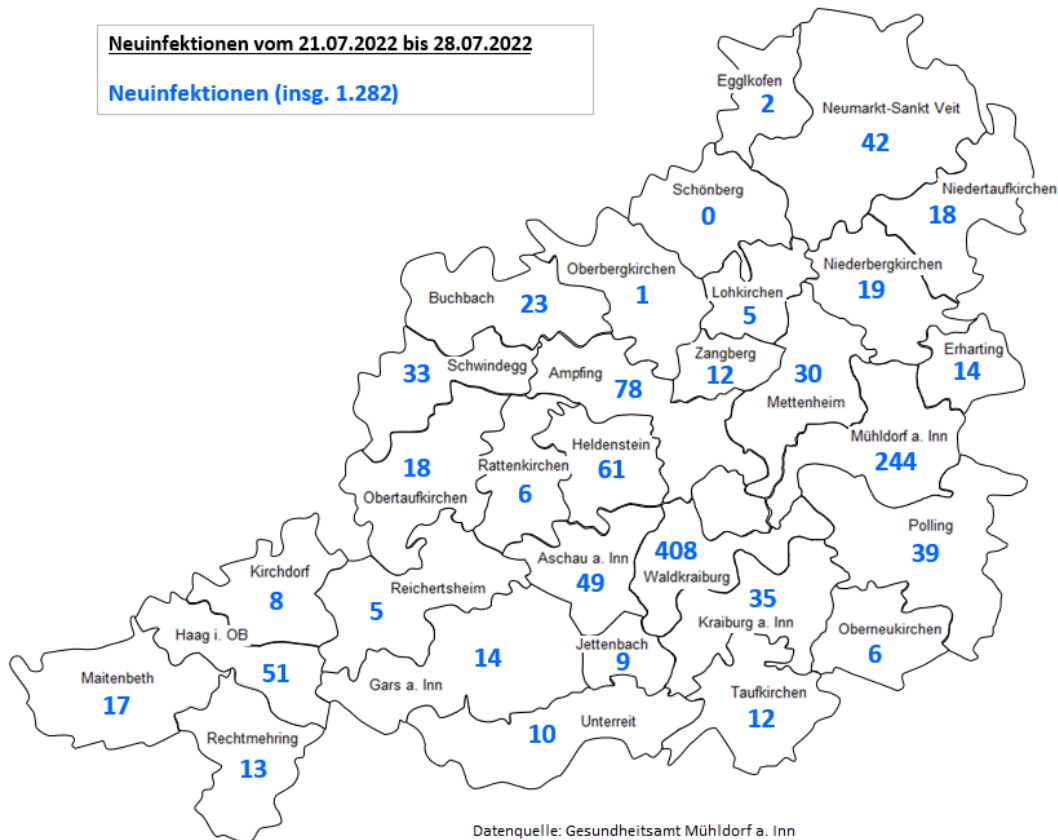 Neuinfektionen vom 21.07.2022 bis 28.07.2022
Neuinfektionen (insg. 1.282)
Egglkofen
2
Neumarkt-Sankt Veit
42
Schönberg
0
Niedertaufkirchen
18
Oberbergkirchen
1
Lohkirchen
5
Niederbergkirchen
19
Buchbach
23
Schwindegg
33
Ampfing
78
Zangberg
12
30
Mettenheim
Erharting
14
Mühldorf a. Inn
244
18
Obertaufkirchen
Rattenkirchen
6
Heldenstein
61
Polling
39
Aschau a. Inn
49
408
Waldkraiburg
35
Kraiburg a. Inn
Kirchdorf
8
Reichertsheim
5
Haag i. OB
51
Oberneukirchen
6
Maitenbeth
17
14
Gars a. Inn
Jettenbach
9
Taufkirchen
12
Rechtmehring
13
10
Unterreit
Datenquelle: Gesundheitsamt Mühldorf a. Inn